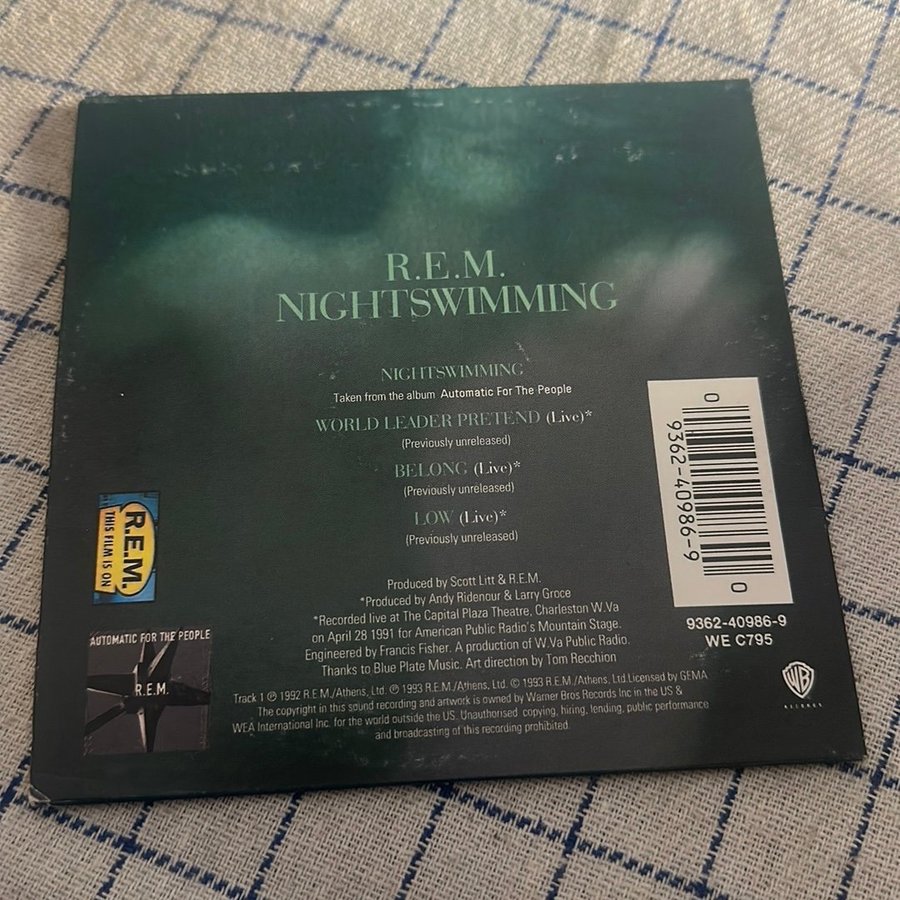 R.E.M.
NIGHTSWIMMING
NIGHTSWIMMING
Taken from the album Automatic For The People
WORLD LEADER PRETEND (Live)*
(Previously unreleased)
BELONG (Live)*
(Previously unreleased)
LOW (Live)*
(Previously unreleased)
R.E.M.
THIS FILM IS ON
0
9362-40986-9
0
9362-40986-9
WE C795
Produced by Scott Litt & R.E.M.
*Produced by Andy Ridenour & Larry Groce
*Recorded live at The Capital Plaza Theatre, Charleston W.Va
on April 28 1991 for American Public Radio's Mountain Stage.
Engineered by Francis Fisher. A production of W.Va Public Radio.
Thanks to Blue Plate Music. Art direction by Tom Recchion
AUTOMATIC FOR THE PEOPLE
R.E.M.
Track 1 ℗ 1992 R.E.M./Athens, Ltd. ℗ 1993 R.E.M./Athens, Ltd. © 1993 R.E.M./Athens, Ltd.Licensed by GEMA
The copyright in this sound recording and artwork is owned by Warner Bros Records Inc in the US &
WEA International Inc. for the world outside the US. Unauthorised copying, hiring, lending, public performance
and broadcasting of this recording prohibited.
WB
RECORDS